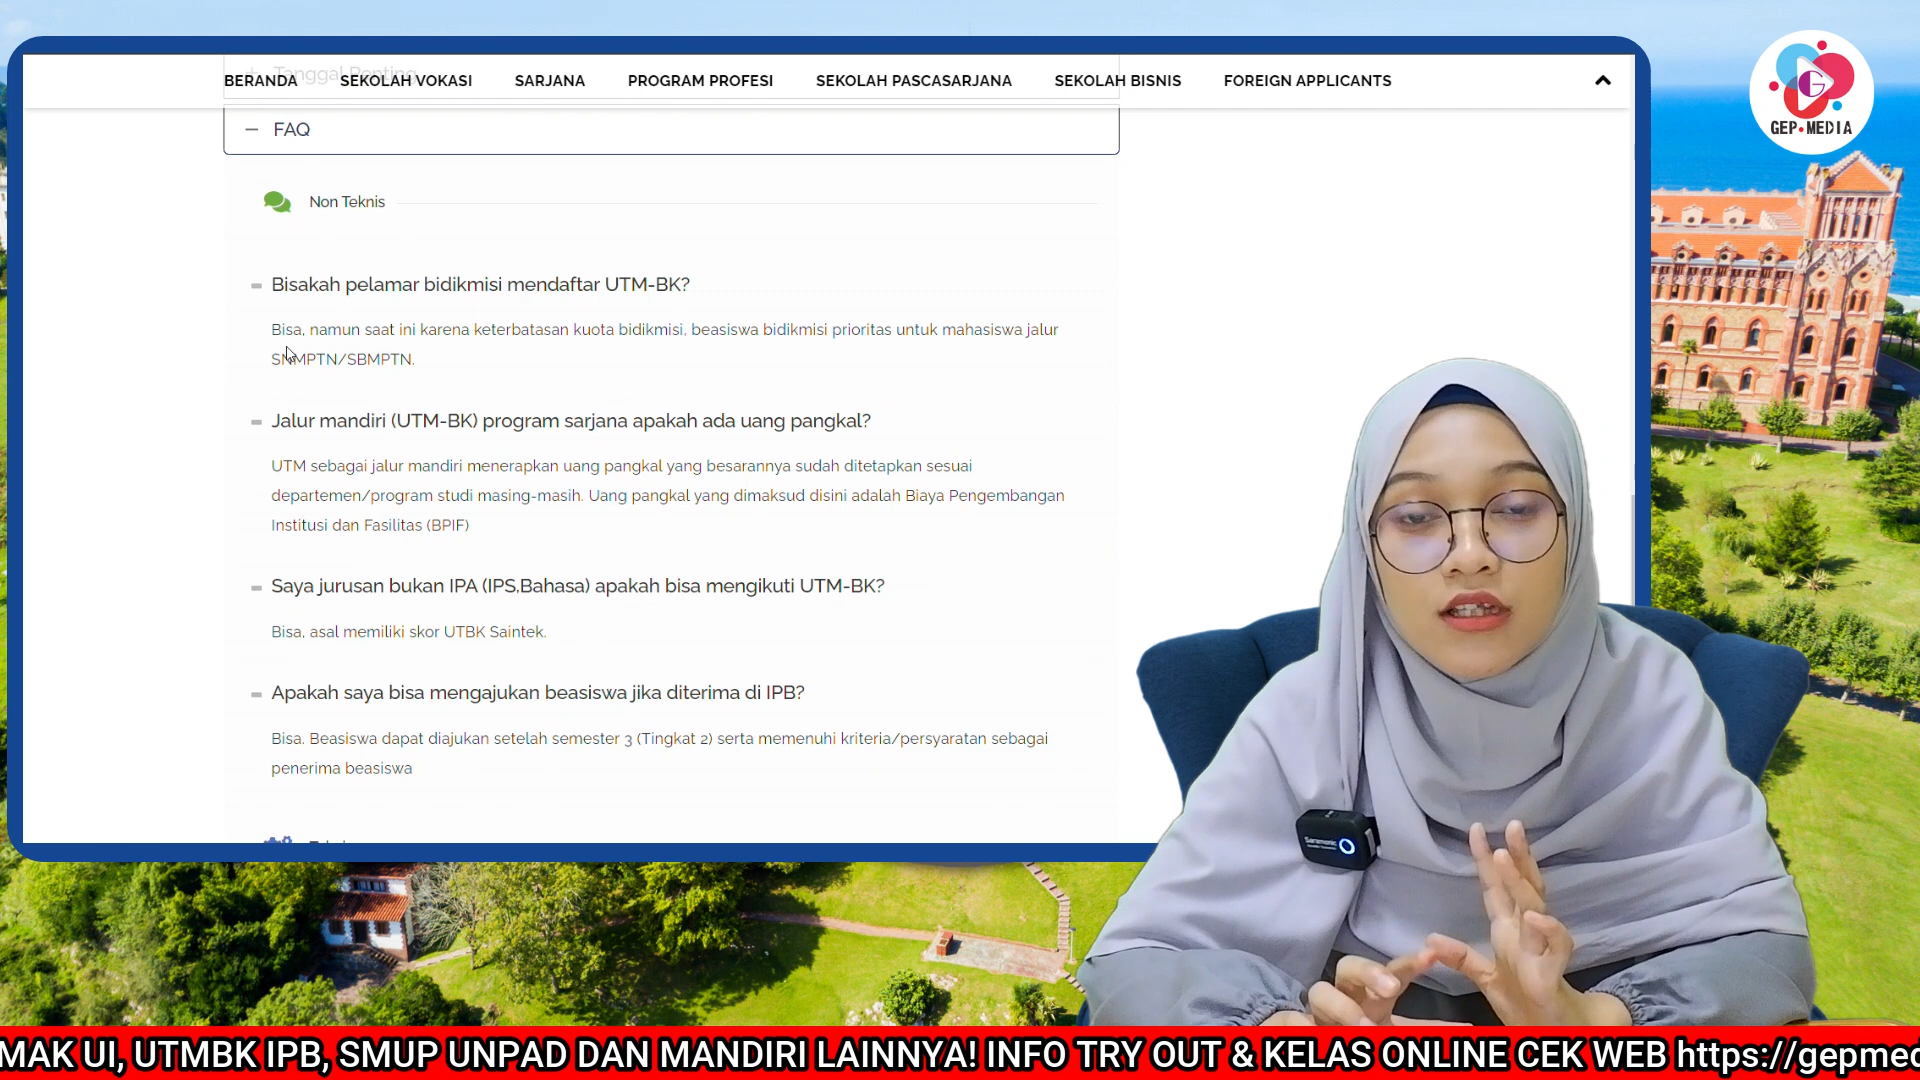 Tanggal Penting
BERANDA SEKOLAH VOKASI SARJANA PROGRAM PROFESI SEKOLAH PASCASARJANA SEKOLAH BISNIS FOREIGN APPLICANTS
FAQ
Non Teknis
Bisakah pelamar bidikmisi mendaftar UTM-BK?
Bisa, namun saat ini karena keterbatasan kuota bidikmisi, beasiswa bidikmisi prioritas untuk mahasiswa jalur
SNMPTN/SBMPTN.
Jalur mandiri (UTM-BK) program sarjana apakah ada uang pangkal?
UTM sebagai jalur mandiri menerapkan uang pangkal yang besarannya sudah ditetapkan sesuai
departemen/program studi masing-masih. Uang pangkal yang dimaksud disini adalah Biaya Pengembangan
Institusi dan Fasilitas (BPIF)
Saya jurusan bukan IPA (IPS,Bahasa) apakah bisa mengikuti UTM-BK?
Bisa, asal memiliki skor UTBK Saintek.
Apakah saya bisa mengajukan beasiswa jika diterima di IPB?
Bisa. Beasiswa dapat diajukan setelah semester 3 (Tingkat 2) serta memenuhi kriteria/persyaratan sebagai
penerima beasiswa
G
GEP•MEDIA
Saramonic
MAK UI, UTMBK IPB, SMUP UNPAD DAN MANDIRI LAINNYA! INFO TRY OUT & KELAS ONLINE CEK WEB https://gepmed